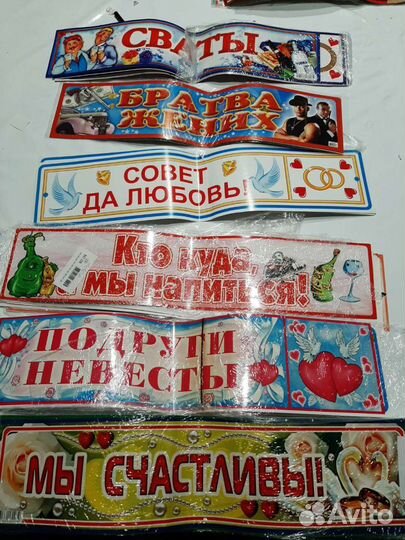 СВАТЫ
БРАТВА
ЖЕНИХ
СОВЕТ
ДА ЛЮБОВЬ!
Кто куда,
мы напиться!
ПОДРУГИ
НЕВЕСТЫ
МЫ СЧАСТЛИВЫ!
Avito